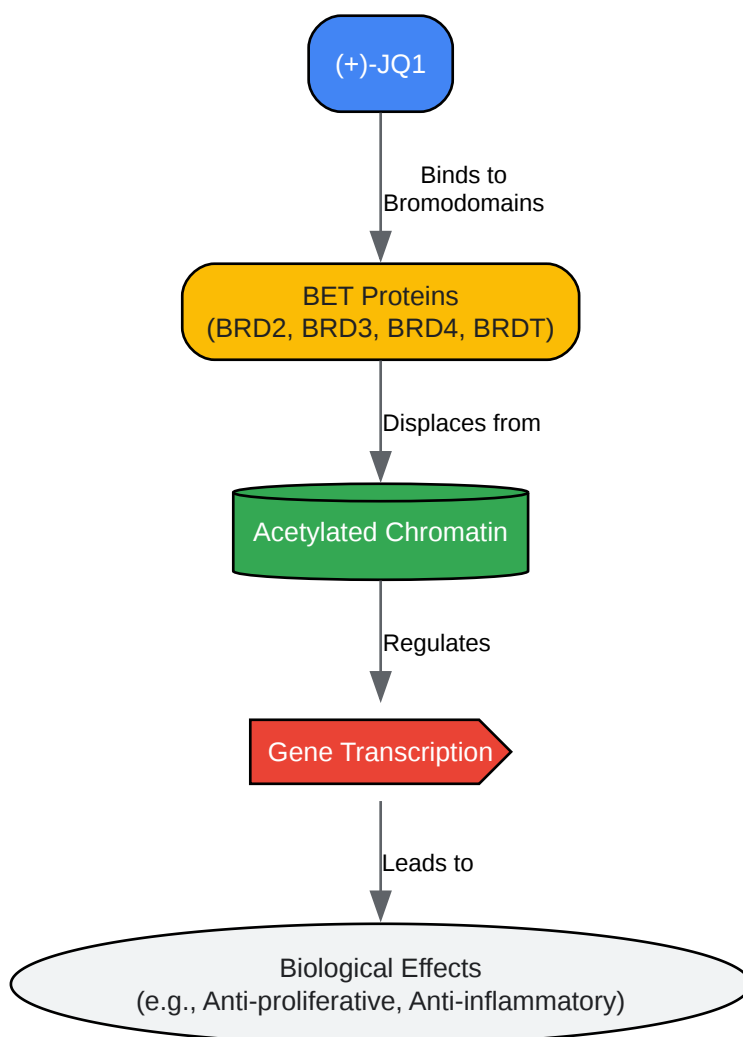 (+)-JQ1
Binds to
Bromodomains
BET Proteins
(BRD2, BRD3, BRD4, BRDT)
Displaces from
Acetylated Chromatin
Regulates
Gene Transcription
Leads to
Biological Effects
(e.g., Anti-proliferative, Anti-inflammatory)